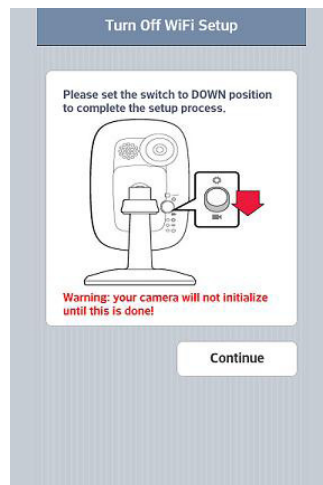 Turn Off WiFi Setup
Please set the switch to DOWN position
to complete the setup process.
Warning: your camera will not initialize
until this is done!
Continue